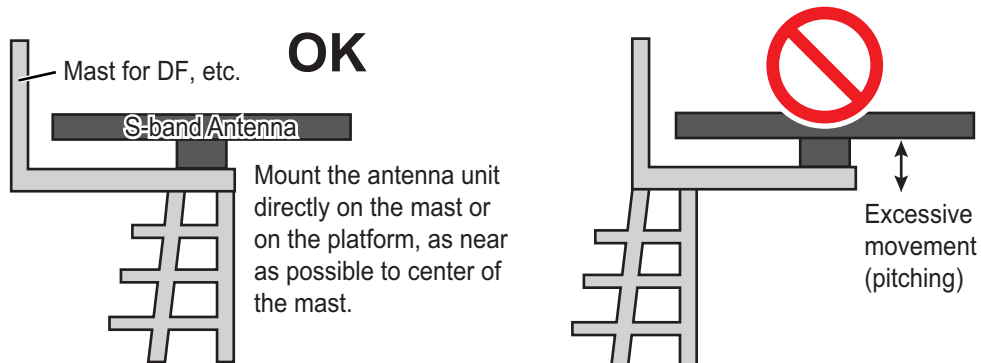 OK
Mast for DF, etc.
S-band Antenna
Mount the antenna unit
directly on the mast or
on the platform, as near
as possible to center of
the mast.
Excessive
movement
(pitching)